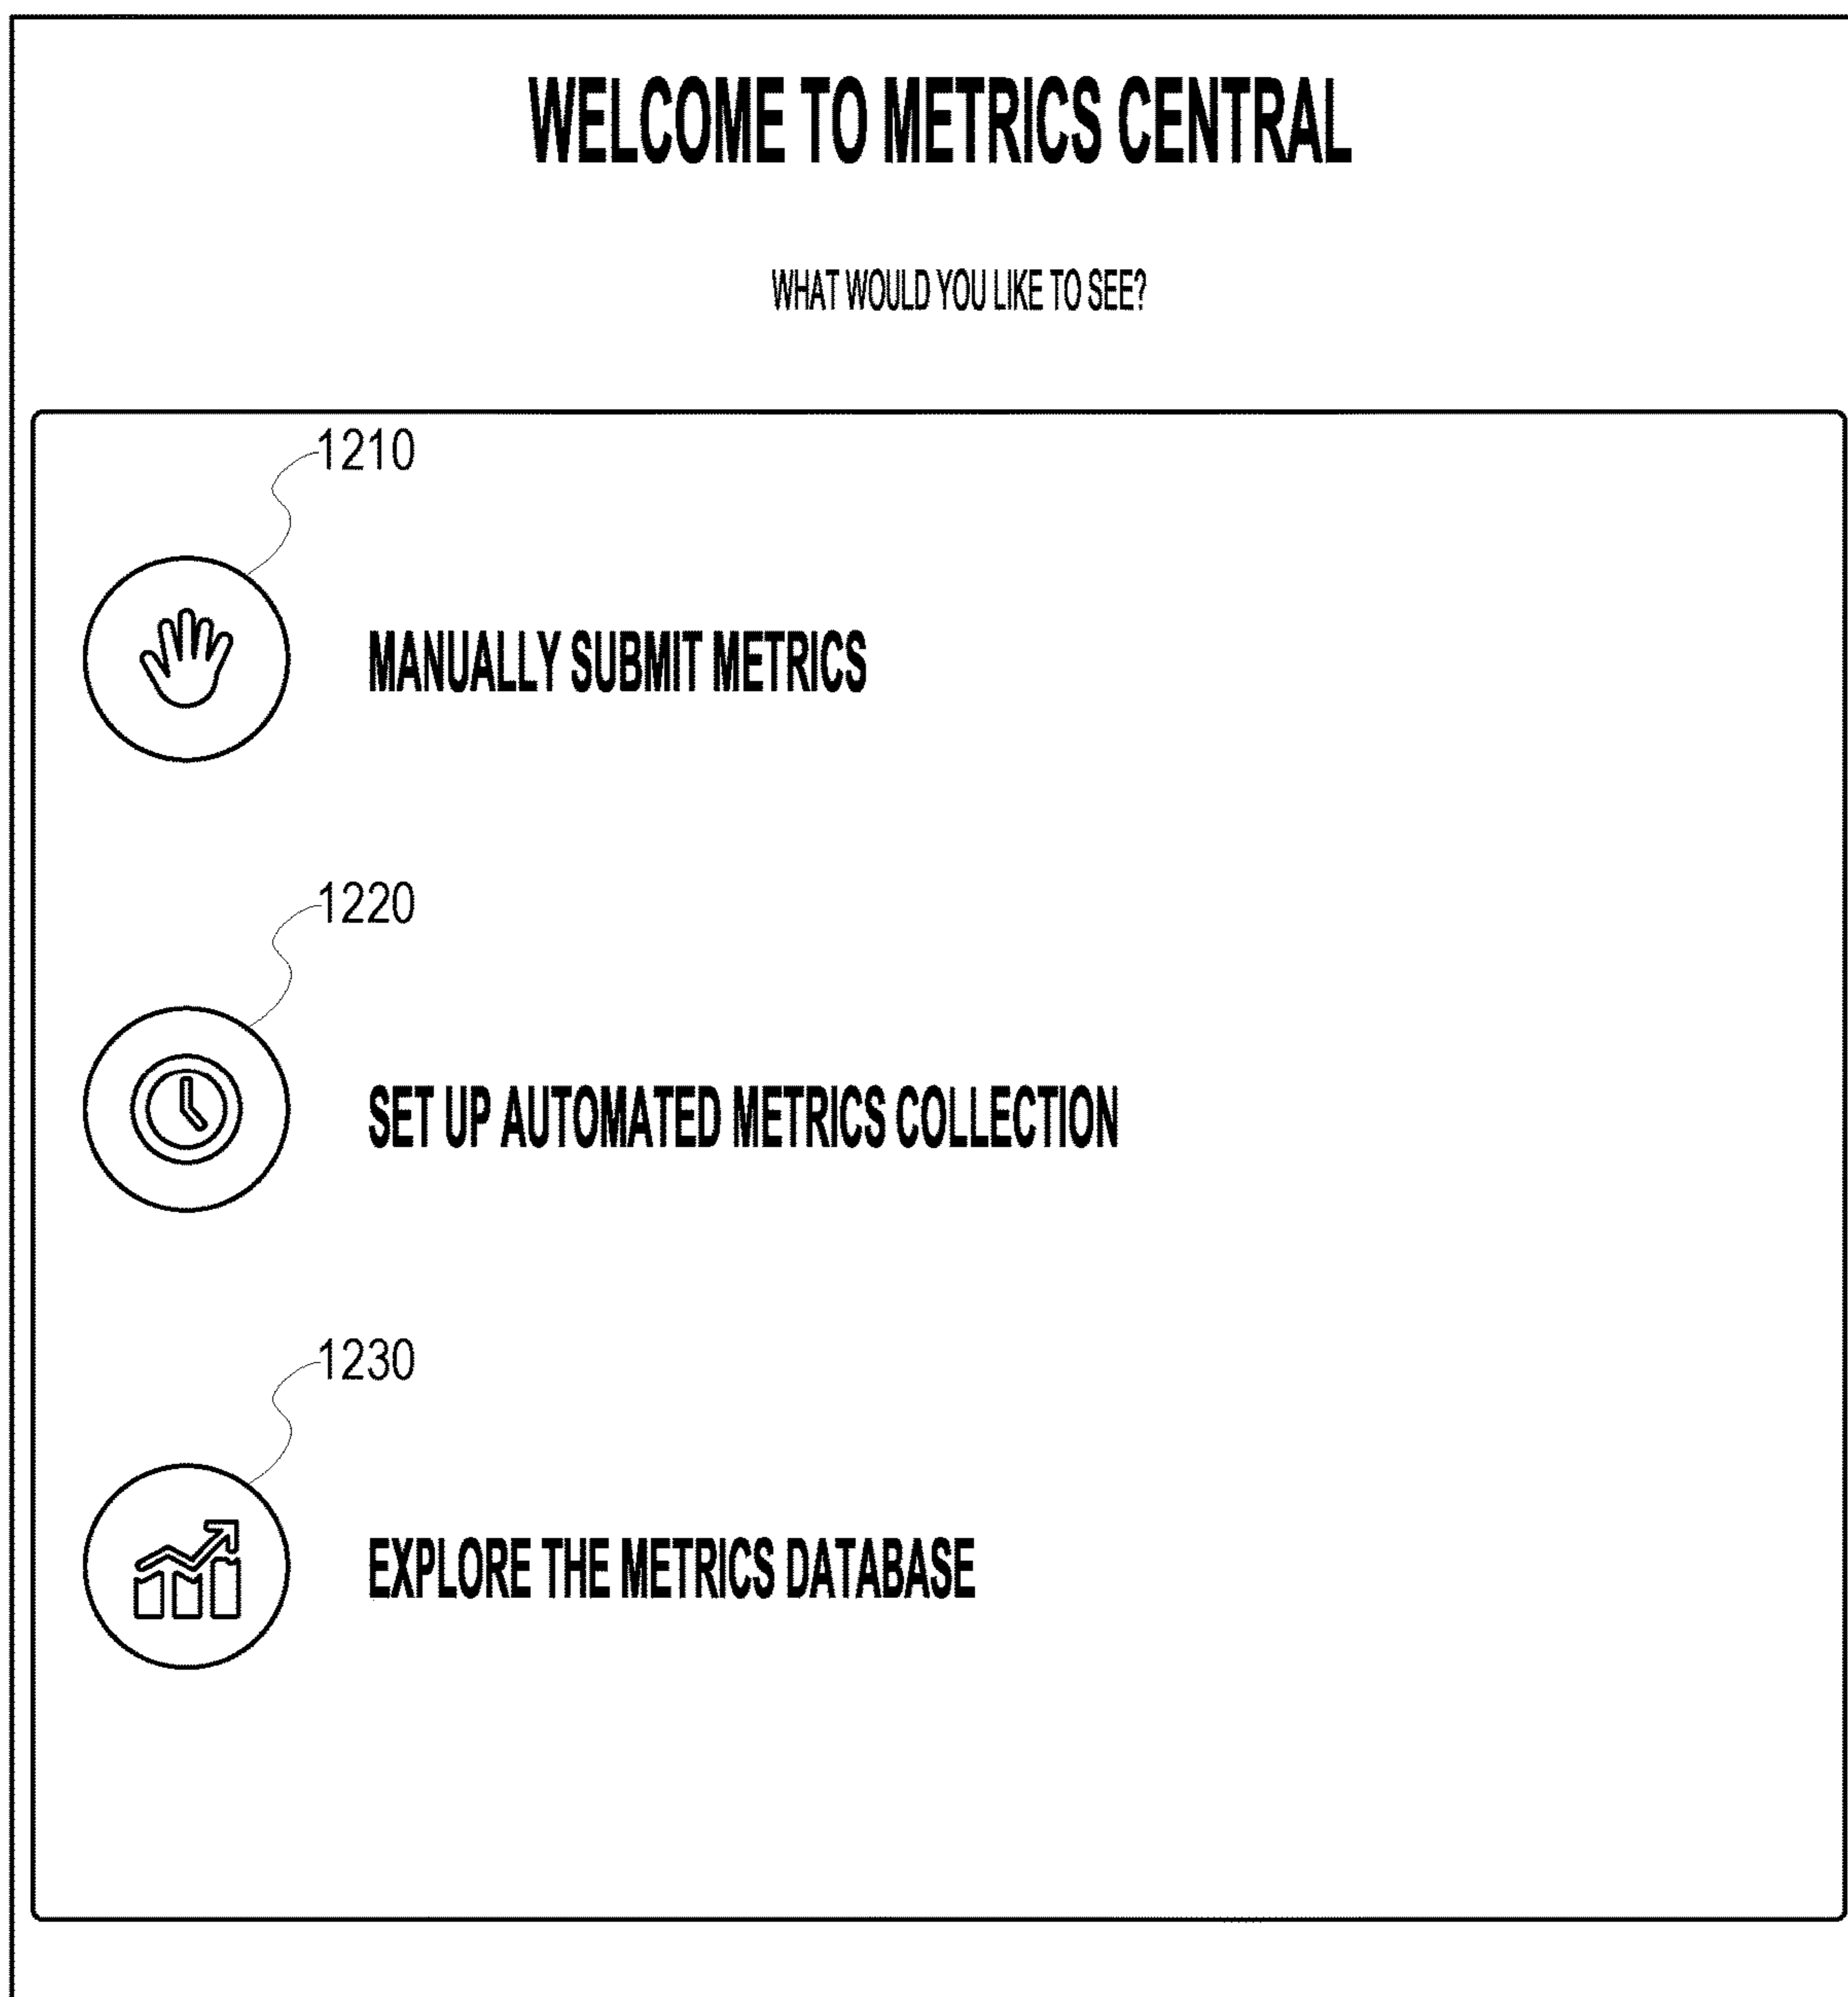 WELCOME TO METRICS CENTRAL
WHAT WOULD YOU LIKE TO SEE?
1210
MANUALLY SUBMIT METRICS
1220
SET UP AUTOMATED METRICS COLLECTION
1230
EXPLORE THE METRICS DATABASE